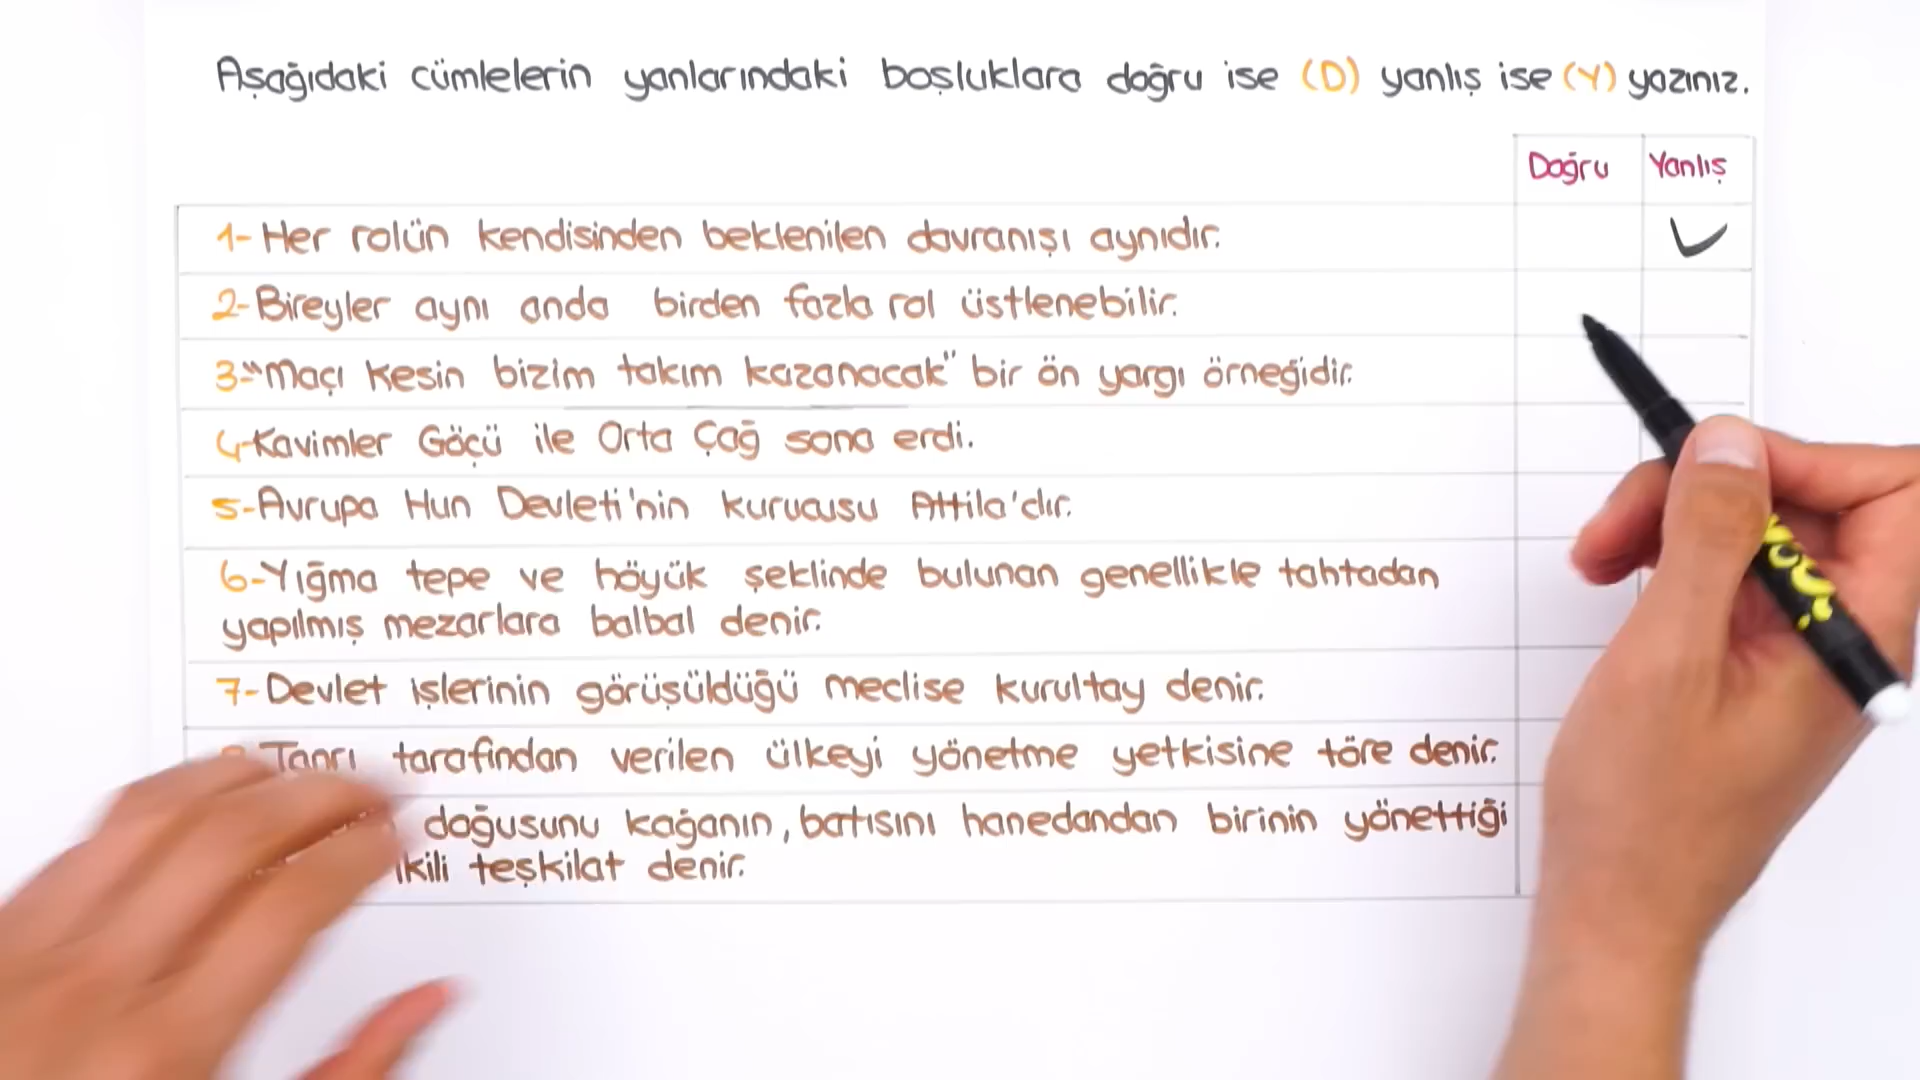 Aşağıdaki cümlelerin yanlarındaki boşluklara doğru ise (D) yanlış ise (Y) yazınız.
Doğru Yanlış
1- Her rolün kendisinden beklenilen davranışı aynıdır.
2- Bireyler aynı anda birden fazla rol üstlenebilir.
3- "Maçı kesin bizim takım kazanacak" bir ön yargı örneğidir.
4- Kavimler Göçü ile Orta Çağ sona erdi.
5- Avrupa Hun Devleti'nin kurucusu Attila'dır.
6- Yığma tepe ve höyük şeklinde bulunan genellikle tahtadan
yapılmış mezarlara balbal denir.
7- Devlet işlerinin görüşüldüğü meclise kurultay denir.
Tanrı tarafından verilen ülkeyi yönetme yetkisine töre denir.
doğusunu kağanın, batısını hanedandan birinin yönettiği
ikili teşkilat denir.